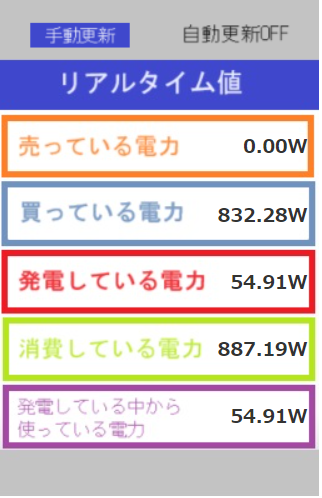 手動更新 自動更新OFF
リアルタイム値
売っている電力 0.00W
買っている電力 832.28W
発電している電力 54.91W
消費している電力 887.19W
発電している中から
使っている電力 54.91W